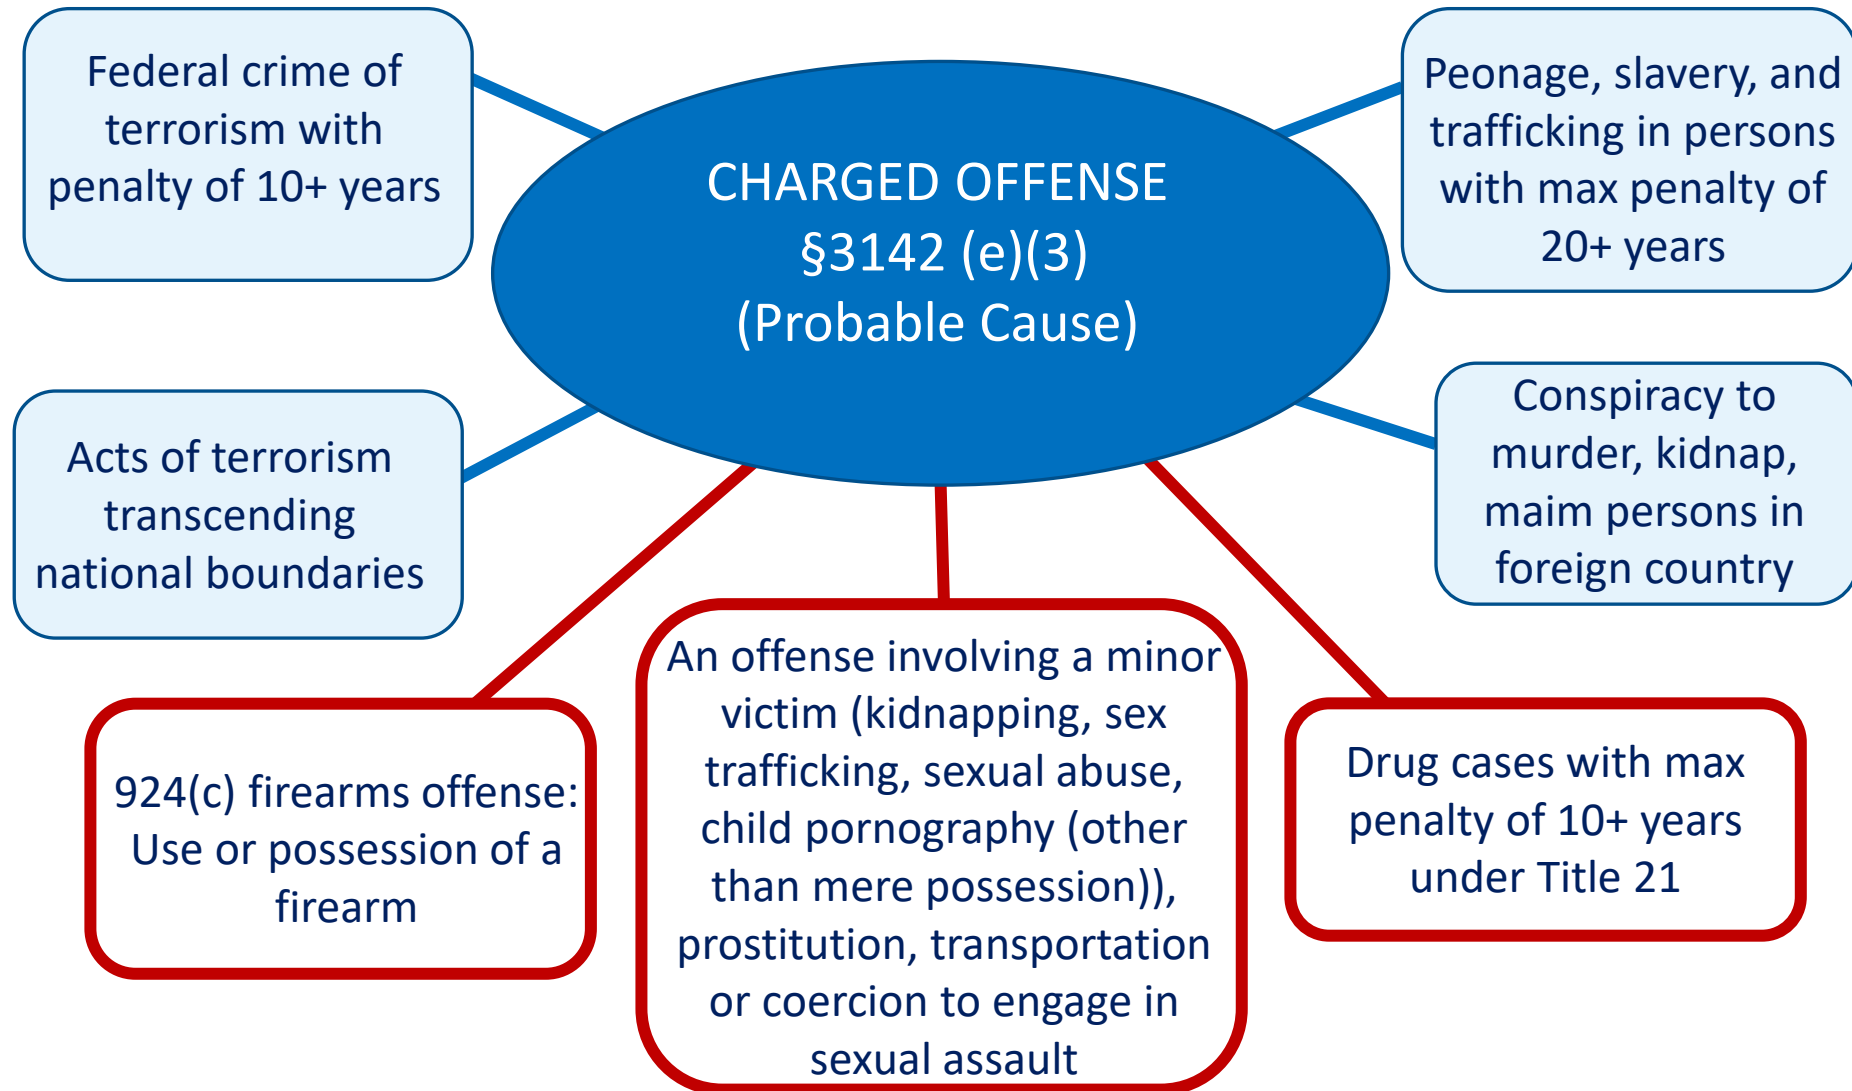 Federal crime of
terrorism with
penalty of 10+ years
CHARGED OFFENSE
§3142 (e)(3)
(Probable Cause)
Peonage, slavery, and
trafficking in persons
with max penalty of
20+ years
Acts of terrorism
transcending
national boundaries
Conspiracy to
murder, kidnap,
maim persons in
foreign country
924(c) firearms offense:
Use or possession of a
firearm
An offense involving a minor
victim (kidnapping, sex
trafficking, sexual abuse,
child pornography (other
than mere possession)),
prostitution, transportation
or coercion to engage in
sexual assault
Drug cases with max
penalty of 10+ years
under Title 21